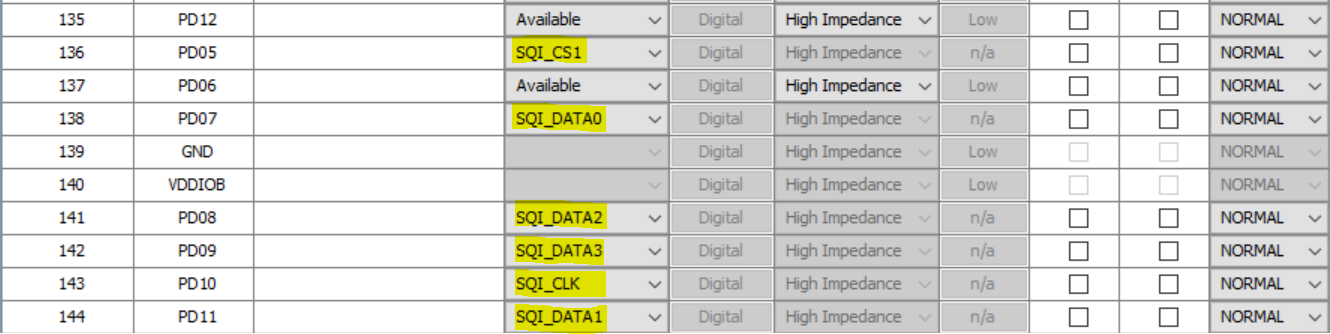 135 PD12 Available Digital High Impedance Low NORMAL
136 PD05 SQI_CS1 Digital High Impedance n/a NORMAL
137 PD06 Available Digital High Impedance Low NORMAL
138 PD07 SQI_DATA0 Digital High Impedance n/a NORMAL
139 GND Digital High Impedance Low NORMAL
140 VDDIOB Digital High Impedance Low NORMAL
141 PD08 SQI_DATA2 Digital High Impedance n/a NORMAL
142 PD09 SQI_DATA3 Digital High Impedance n/a NORMAL
143 PD10 SQI_CLK Digital High Impedance n/a NORMAL
144 PD11 SQI_DATA1 Digital High Impedance n/a NORMAL